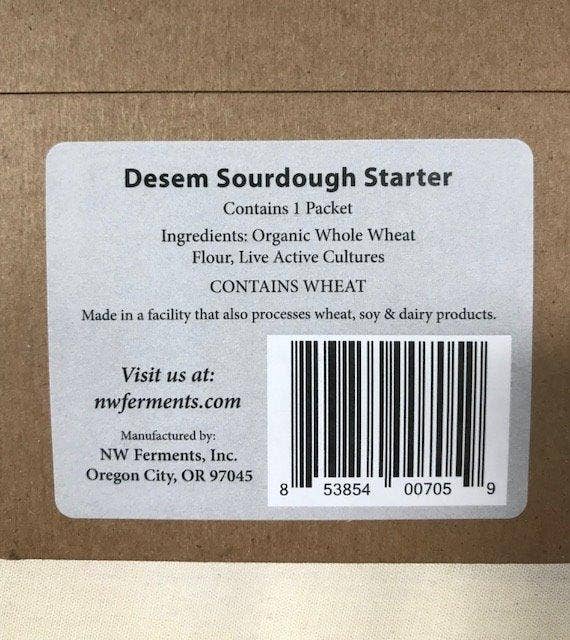 Desem Sourdough Starter
Contains 1 Packet
Ingredients: Organic Whole Wheat
Flour, Live Active Cultures
CONTAINS WHEAT
Made in a facility that also processes wheat, soy & dairy products.
Visit us at:
nwferments.com
Manufactured by:
NW Ferments, Inc.
Oregon City, OR 97045
8 53854 00705 9